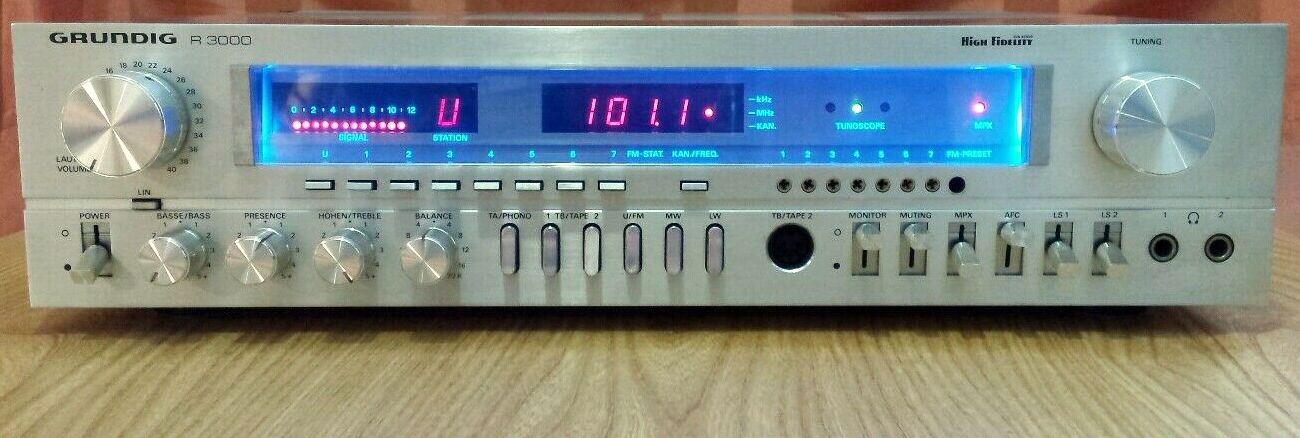 GRUNDIG R 3000
HIGH FIDELITY
TUNING
16 18 20 22 24 26 28 30 32 34 36 38 40
VOLUME
LIN
0 2 4 6 8 10 12
SIGNAL
U
STATION
101.1
kHz
MHz
KAN.
TUNOSCOPE
MPX
U 1 2 3 4 5 6 7 FM-STAT. KAN./FREQ.
1 2 3 4 5 6 7 FM-PRESET
POWER
BASSE/BASS
PRESENCE
HÖHEN/TREBLE
BALANCE
TA/PHONO
1 TB/TAPE 2
U/FM
MW
LW
TB/TAPE 2
MONITOR
MUTING
MPX
AFC
LS 1
LS 2
1
2